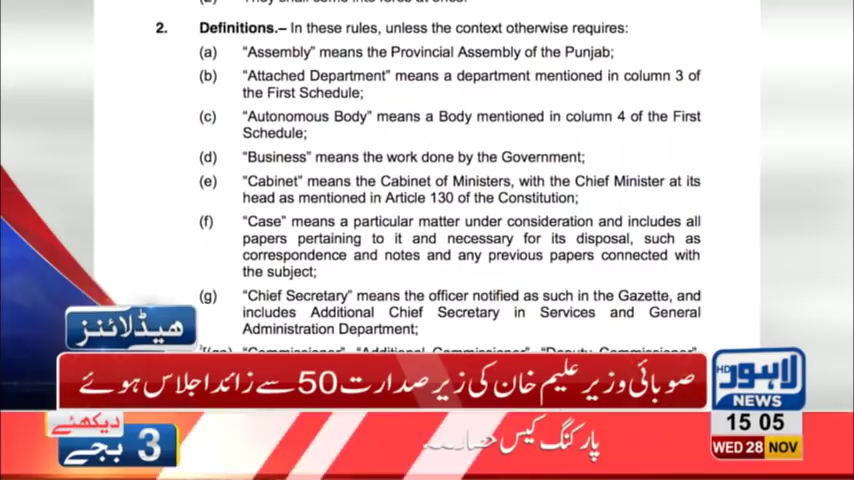 2. Definitions.– In these rules, unless the context otherwise requires:
(a) “Assembly” means the Provincial Assembly of the Punjab;
(b) “Attached Department” means a department mentioned in column 3 of
the First Schedule;
(c) “Autonomous Body” means a Body mentioned in column 4 of the First
Schedule;
(d) “Business” means the work done by the Government;
(e) “Cabinet” means the Cabinet of Ministers, with the Chief Minister at its
head as mentioned in Article 130 of the Constitution;
(f) “Case” means a particular matter under consideration and includes all
papers pertaining to it and necessary for its disposal, such as
correspondence and notes and any previous papers connected with
the subject;
(g) “Chief Secretary” means the officer notified as such in the Gazette, and
includes Additional Chief Secretary in Services and General
Administration Department;
ہیڈلائنز
صوبائی وزیر علیم خان کی زیر صدارت 50 سے زائد اجلاس ہوئے
لاہور HD
NEWS
15 05
WED 28 NOV
دیکھئے
3 بجے
پارکنگ کیس